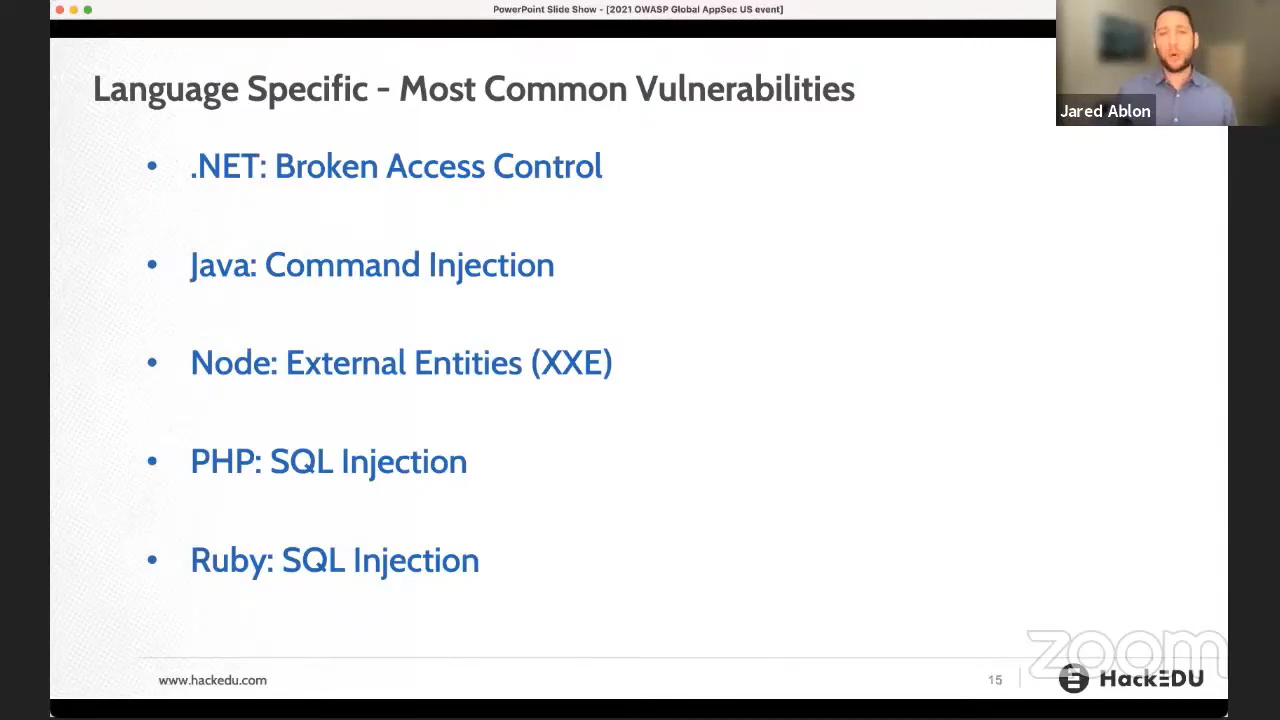 PowerPoint Slide Show - [2021 OWASP Global AppSec US event]
Language Specific - Most Common Vulnerabilities
Jared Ablon
• .NET: Broken Access Control
• Java: Command Injection
• Node: External Entities (XXE)
• PHP: SQL Injection
• Ruby: SQL Injection
zoom
www.hackedu.com
15
HackEDU